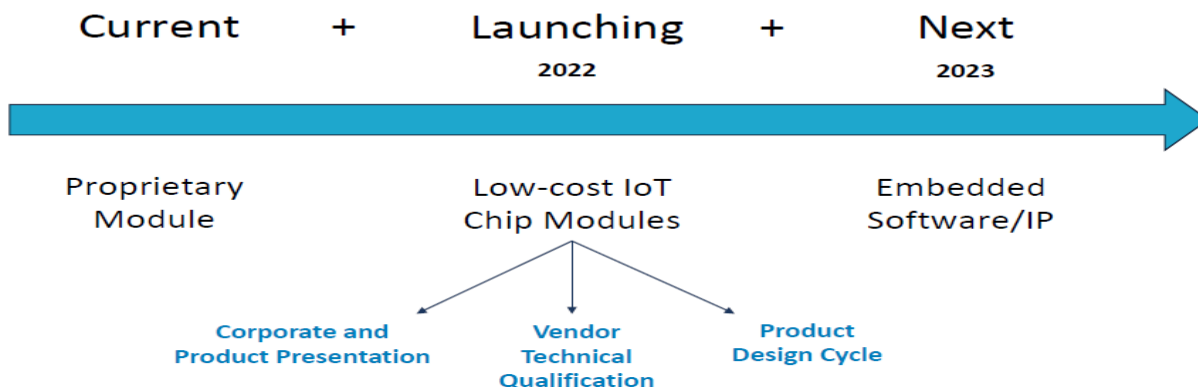 Current + Launching + Next
2022 2023
Proprietary Low-cost IoT Embedded
Module Chip Modules Software/IP
Corporate and Vendor Product
Product Presentation Technical Design Cycle
Qualification